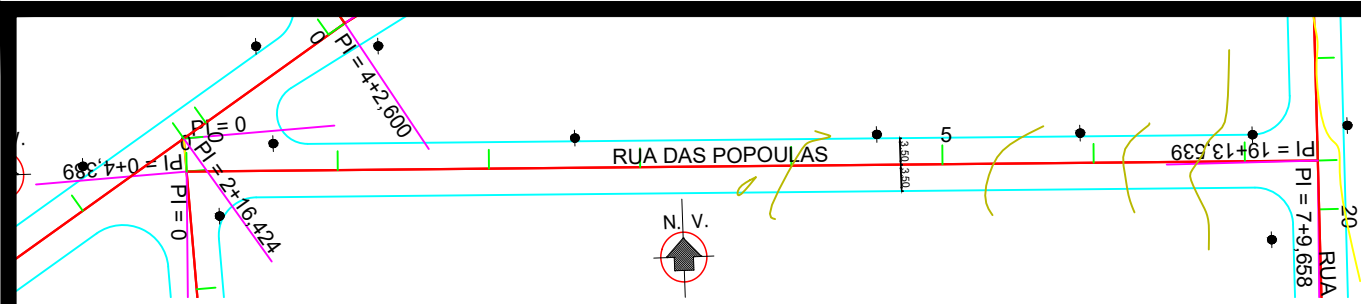 0
PI = 4+2,600
PI = 0
PI = 0+4,389
PI = 2+16,424
PI = 0
RUA DAS POPOULAS
3.50
3.50
5
PI = 19+13,539
PI = 7+9,658
20
RUA
N. V.